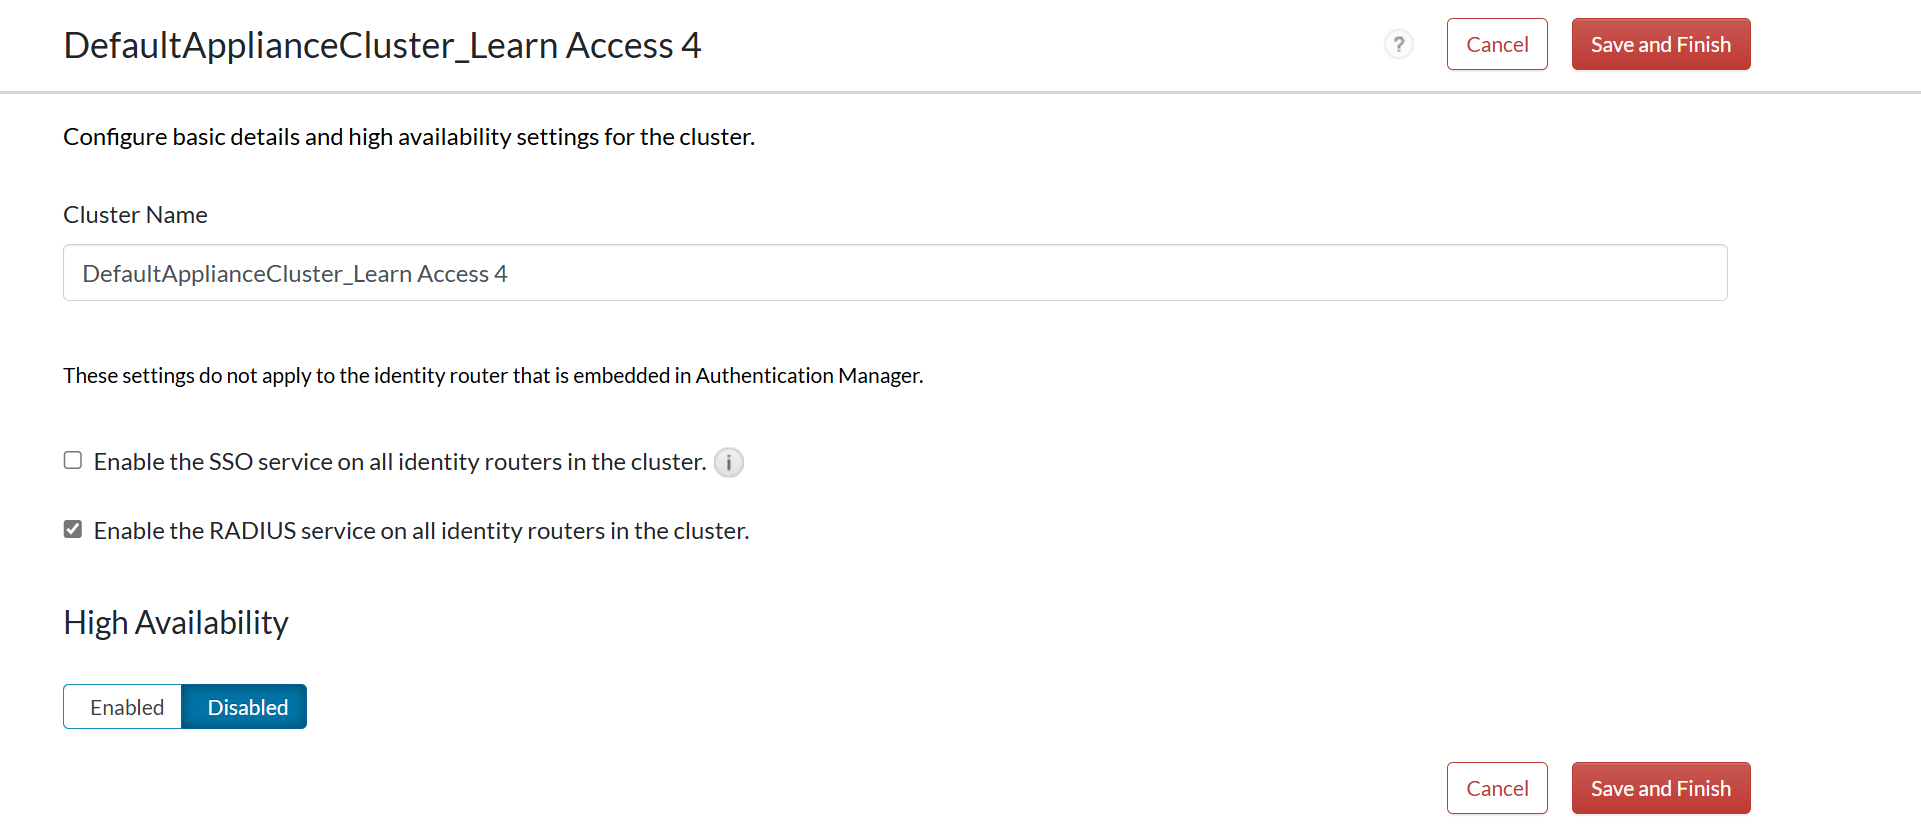 DefaultApplianceCluster_Learn Access 4
? Cancel Save and Finish
Configure basic details and high availability settings for the cluster.
Cluster Name
DefaultApplianceCluster_Learn Access 4
These settings do not apply to the identity router that is embedded in Authentication Manager.
Enable the SSO service on all identity routers in the cluster. i
Enable the RADIUS service on all identity routers in the cluster.
High Availability
Enabled Disabled
Cancel Save and Finish